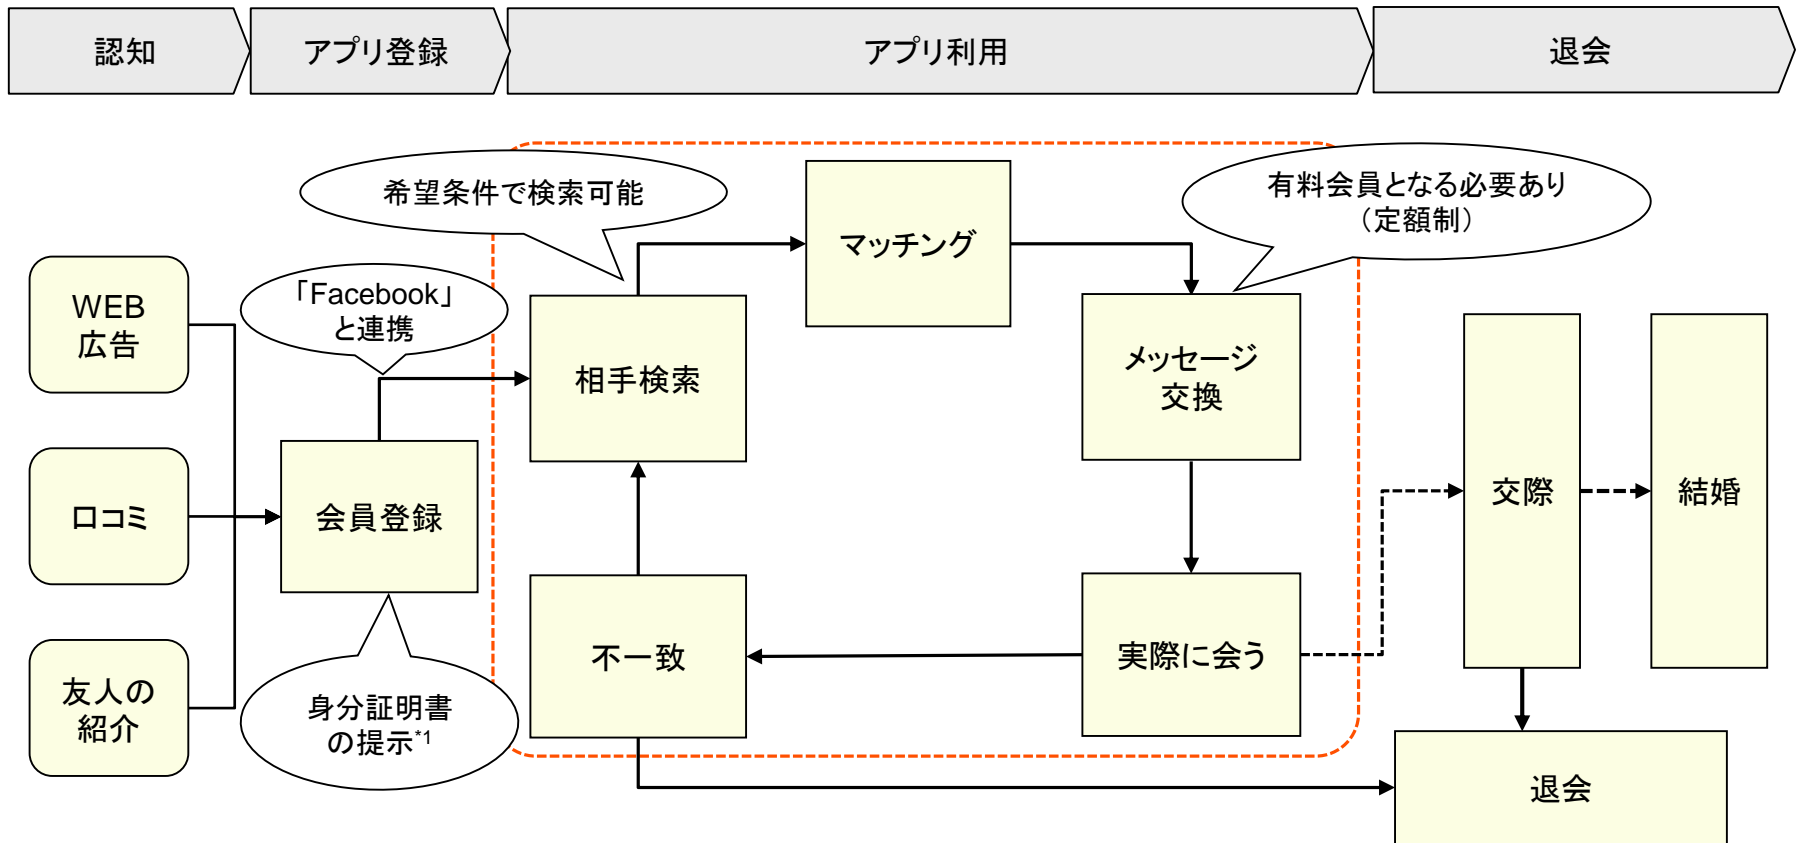 認知
アプリ登録
アプリ利用
退会
希望条件で検索可能
マッチング
有料会員となる必要あり
（定額制）
WEB
広告
「Facebook」
と連携
相手検索
メッセージ
交換
口コミ
会員登録
交際
結婚
友人の
紹介
身分証明書
の提示*1
不一致
実際に会う
退会